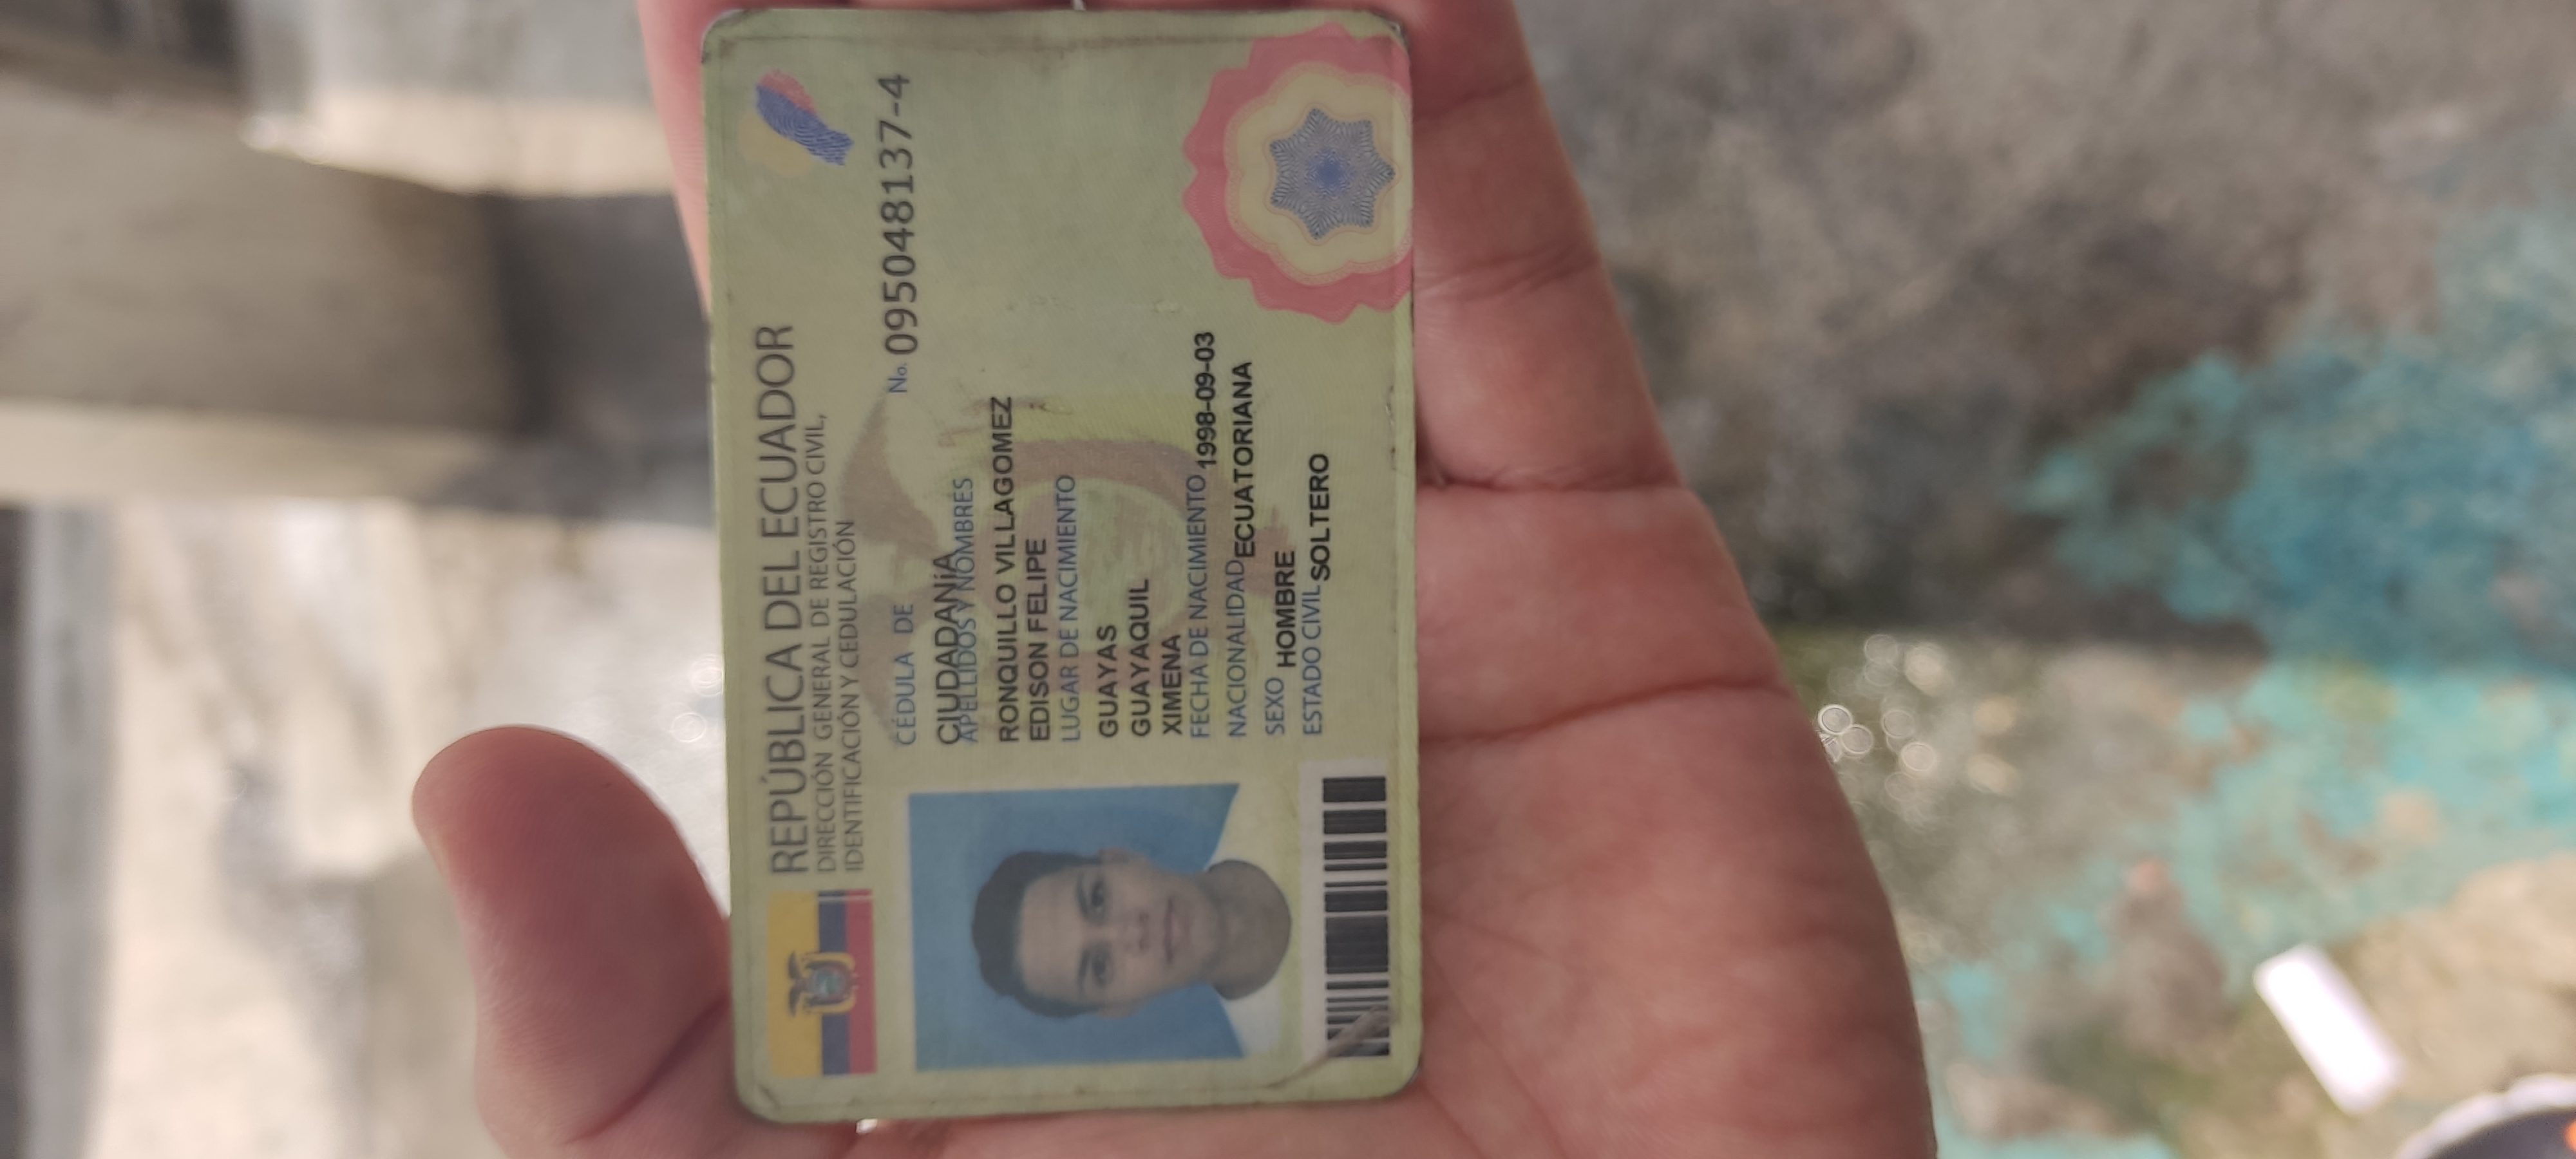 REPÚBLICA DEL ECUADOR
DIRECCIÓN GENERAL DE REGISTRO CIVIL,
IDENTIFICACIÓN Y CEDULACIÓN
CÉDULA DE No. 095048137-4
CIUDADANíA
APELLIDOS Y NOMBRES
RONQUILLO VILLAGOMEZ
EDISON FELIPE
LUGAR DE NACIMIENTO
GUAYAS
GUAYAQUIL
XIMENA
FECHA DE NACIMIENTO 1998-09-03
NACIONALIDAD ECUATORIANA
SEXO HOMBRE
ESTADO CIVIL SOLTERO